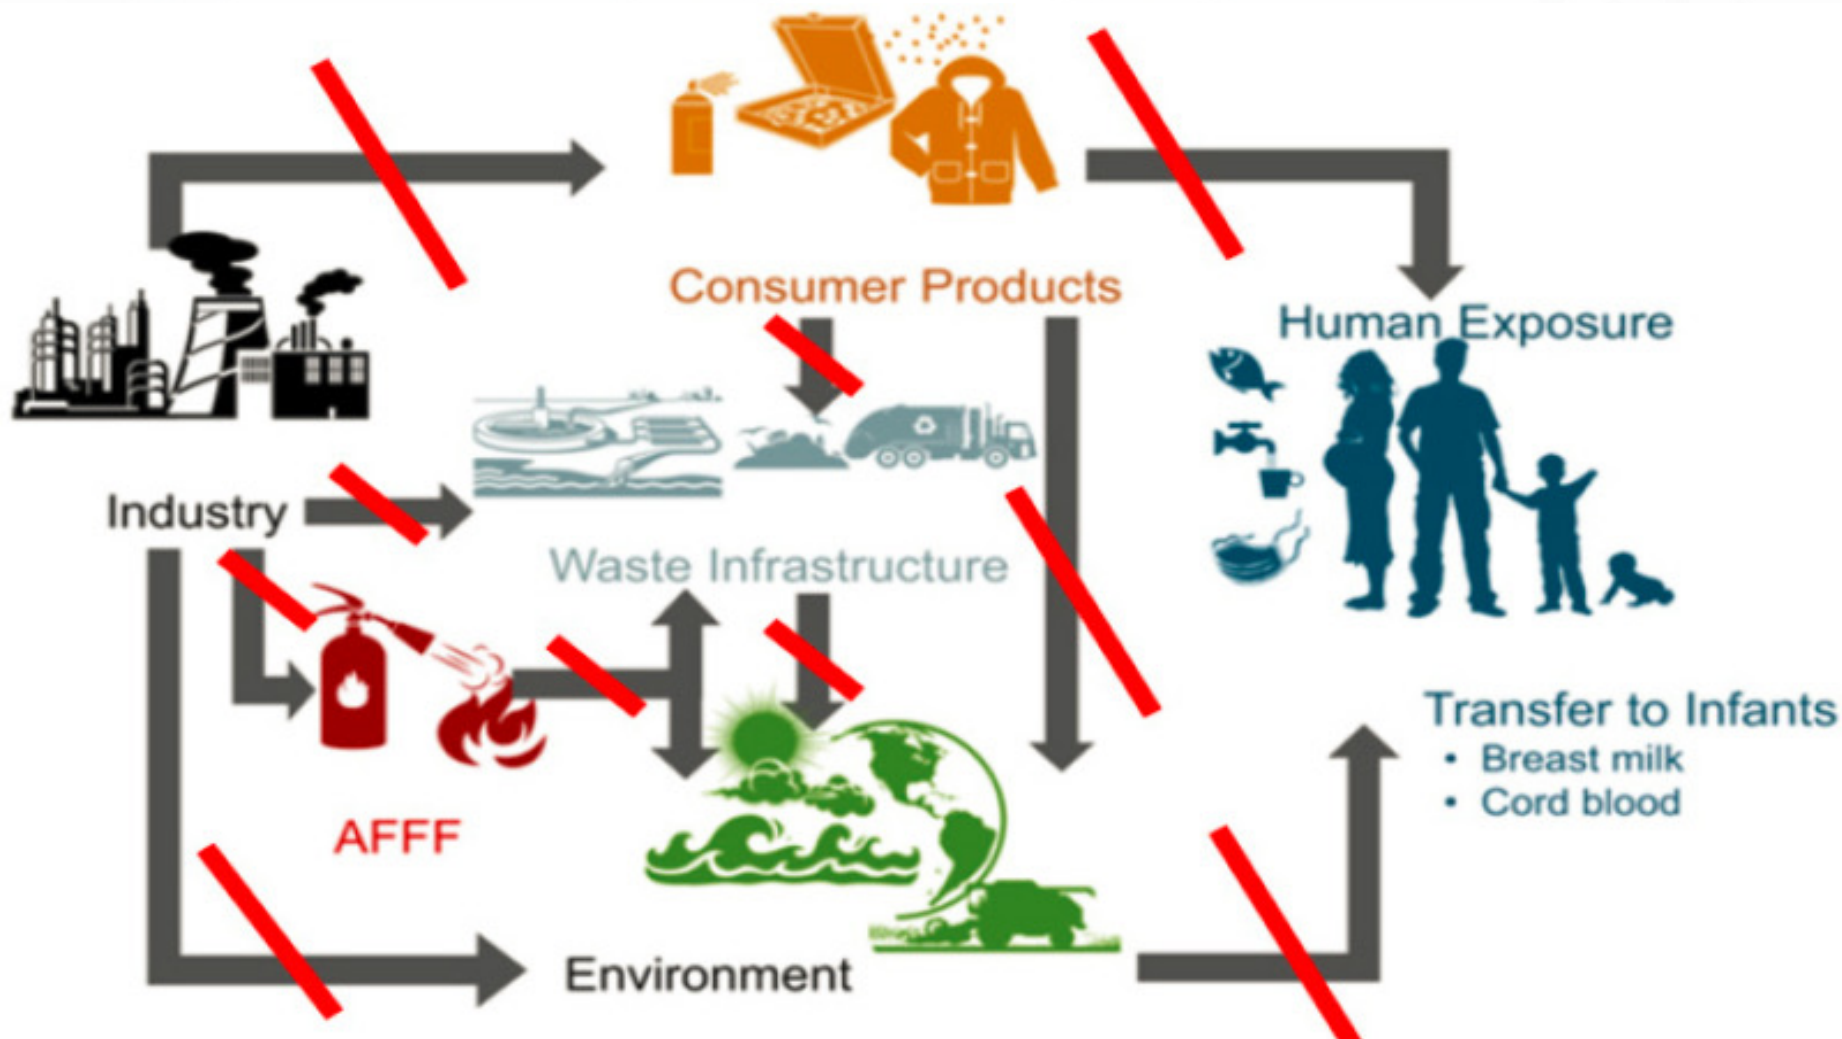 Consumer Products
Human Exposure
Industry
Waste Infrastructure
Transfer to Infants
• Breast milk
• Cord blood
AFFF
Environment